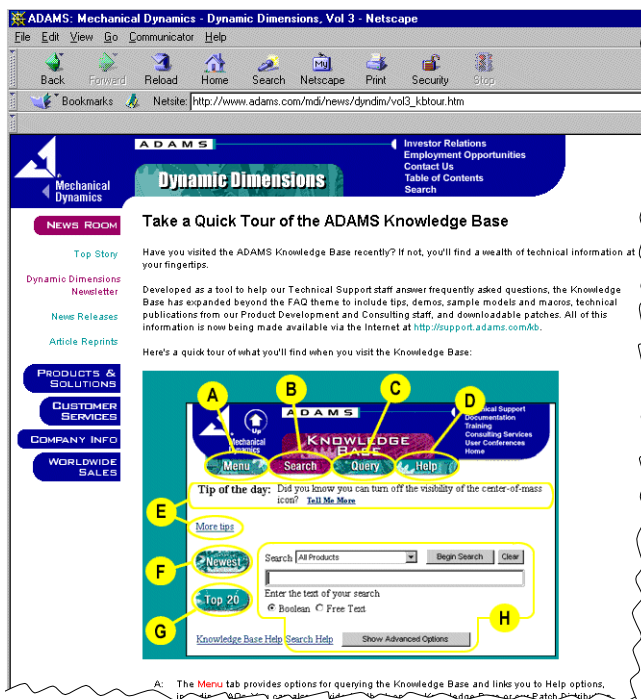 ADAMS: Mechanical Dynamics - Dynamic Dimensions, Vol 3 - Netscape
File Edit View Go Communicator Help
Back Forward Reload Home Search Netscape Print Security Stop
Bookmarks Netsite: http://www.adams.com/mdi/news/dyndim/vol3_kbtour.htm
ADAMS
Mechanical
Dynamics
Dynamic Dimensions
Investor Relations
Employment Opportunities
Contact Us
Table of Contents
Search
NEWS ROOM
Top Story
Dynamic Dimensions
Newsletter
News Releases
Article Reprints
PRODUCTS &
SOLUTIONS
CUSTOMER
SERVICES
COMPANY INFO
WORLDWIDE
SALES
Take a Quick Tour of the ADAMS Knowledge Base
Have you visited the ADAMS Knowledge Base recently? If not, you'll find a wealth of technical information at
your fingertips.
Developed as a tool to help our Technical Support staff answer frequently asked questions, the Knowledge
Base has expanded beyond the FAQ theme to include tips, demos, sample models and macros, technical
publications from our Product Development and Consulting staff, and downloadable patches. All of this
information is now being made available via the Internet at http://support.adams.com/kb.
Here's a quick tour of what you'll find when you visit the Knowledge Base:
A B C D
ADAMS
Up
Mechanical
Dynamics
KNOWLEDGE
BASE
Technical Support
Documentation
Training
Consulting Services
User Conferences
Home
Menu Search Query Help
Tip of the day: Did you know you can turn off the visibility of the center-of-mass
icon? Tell Me More
E
More tips
F
Newest
Search All Products Begin Search Clear
Enter the text of your search
Boolean Free Text
G
Top 20
H
Knowledge Base Help Search Help Show Advanced Options
A: The Menu tab provides options for querying the Knowledge Base and links you to Help options,